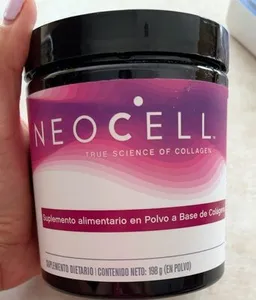 NEOCELL
TRUE SCIENCE OF COLLAGEN
Suplemento alimentario en Polvo a Base de Colágeno
SUPLEMENTO DIETARIO | CONTENIDO NETO: 198 g (EN POLVO)